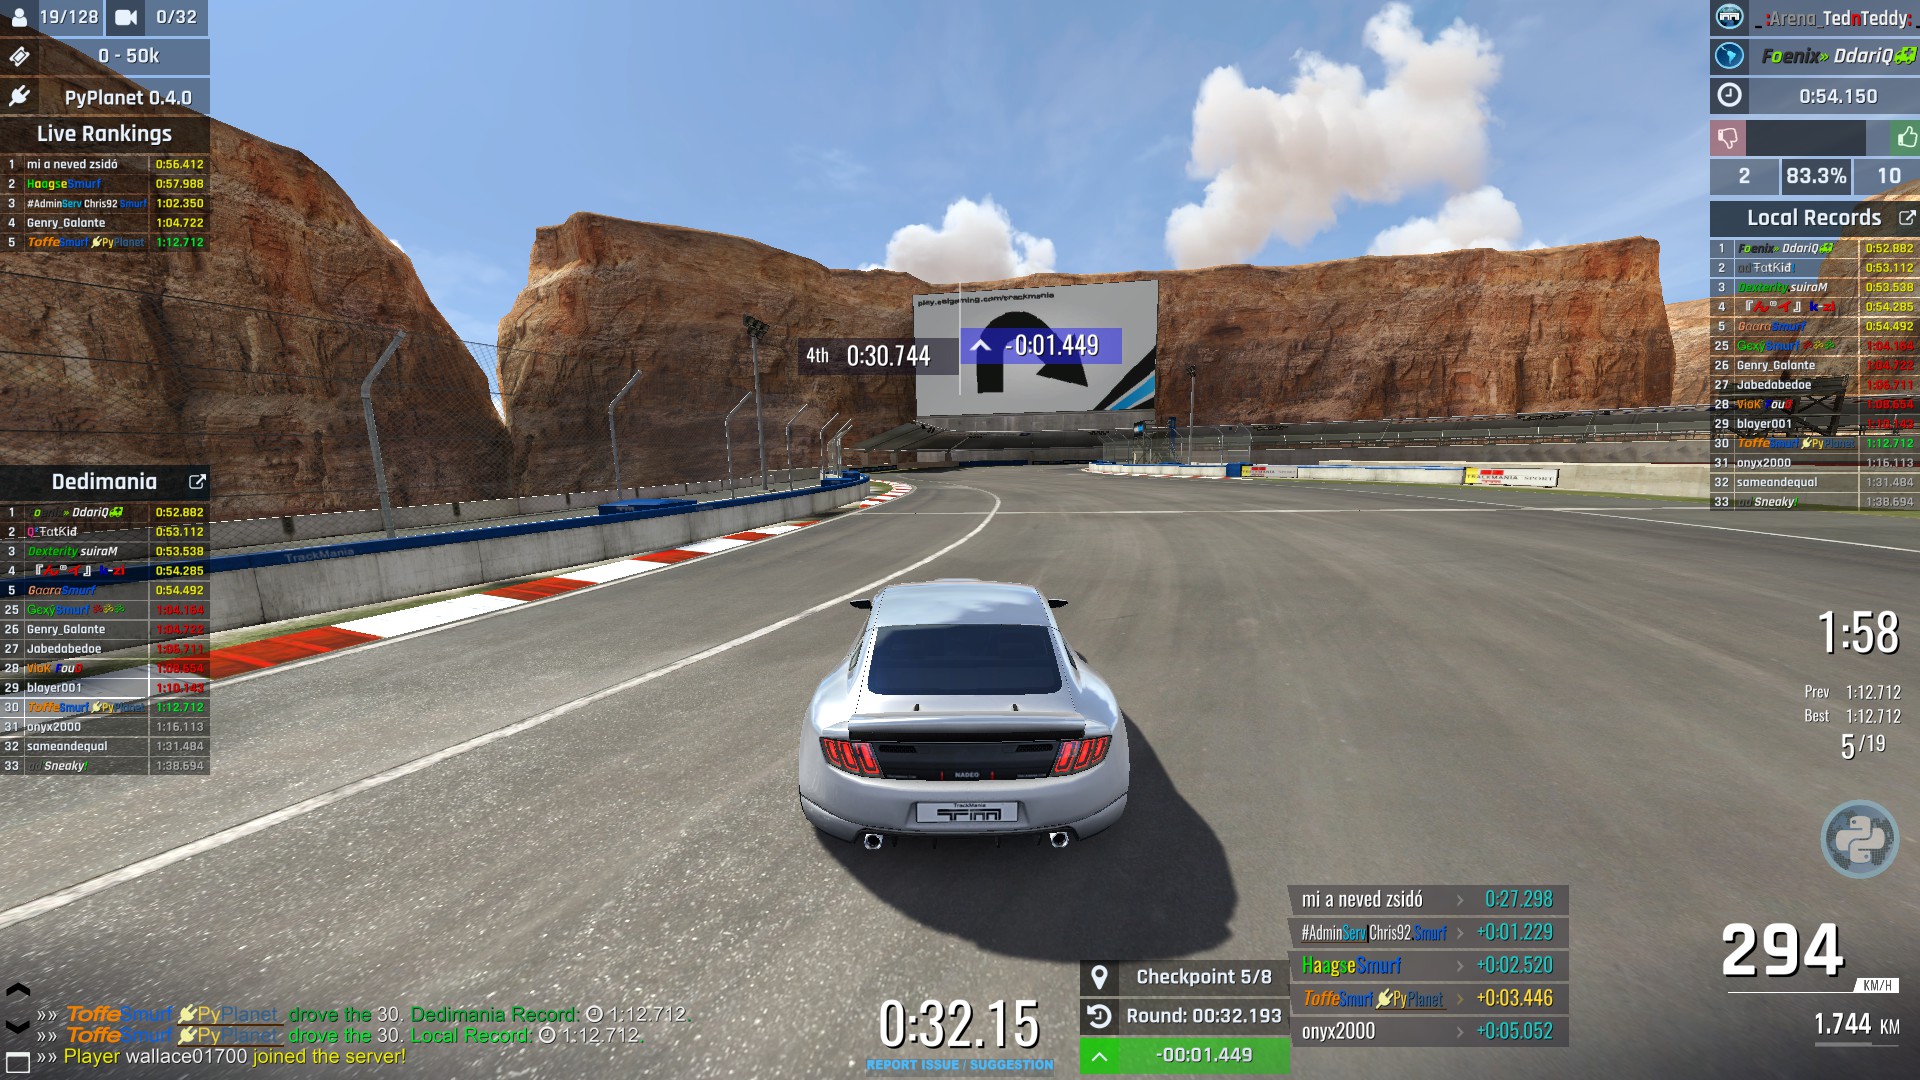 19/128
0/32
0 - 50k
PyPlanet 0.4.0
Live Rankings
1 mi a neved zsidó 0:56.412
2 HaagseSmurf 0:57.988
3 #AdminServ Chris92 Smurf 1:02.350
4 Genry_Galante 1:04.722
5 ToffeSmurf PyPlanet 1:12.712
Dedimania
1 » DdariQ 0:52.882
2 ŦatKiđ 0:53.112
3 Dexterity suiraM 0:53.538
4 k-zi 0:54.285
5 GaaraSmurf 0:54.492
25 GexySmurf 1:04.164
26 Genry_Galante 1:04.722
27 Jabedabedoe 1:06.711
28 1:08.654
29 blayer001 1:10.143
30 ToffeSmurf PyPlanet 1:12.712
31 onyx2000 1:16.113
32 sameandequal 1:31.484
33 Sneaky! 1:38.694
_:Arena_TednTeddy:_
Foenix» DdariQ
0:54.150
2 83.3% 10
Local Records
1 Foenix» DdariQ 0:52.882
2 ŦatKiđ 0:53.112
3 Dexterity suiraM 0:53.538
4 k-zi 0:54.285
5 GaaraSmurf 0:54.492
25 GexySmurf 1:04.164
26 Genry_Galante 1:04.722
27 Jabedabedoe 1:06.711
28 1:08.654
29 blayer001 1:10.143
30 ToffeSmurf PyPlanet 1:12.712
31 onyx2000 1:16.113
32 sameandequal 1:31.484
33 Sneaky! 1:38.694
4th 0:30.744
-0:01.449
TrackMania
TRACKMANIA SPORT
TrackMania
1:58
Prev 1:12.712
Best 1:12.712
5/19
294
KM/H
1.744 KM
mi a neved zsidó > 0:27.298
#AdminServ|Chris92.Smurf > +0:01.229
HaagseSmurf > +0:02.520
ToffeSmurf PyPlanet > +0:03.446
onyx2000 > +0:05.052
Checkpoint 5/8
Round: 00:32.193
-00:01.449
0:32.15
REPORT ISSUE / SUGGESTION
»» ToffeSmurf PyPlanet drove the 30. Dedimania Record: 1:12.712.
»» ToffeSmurf PyPlanet drove the 30. Local Record: 1:12.712.
»» Player wallace01700 joined the server!